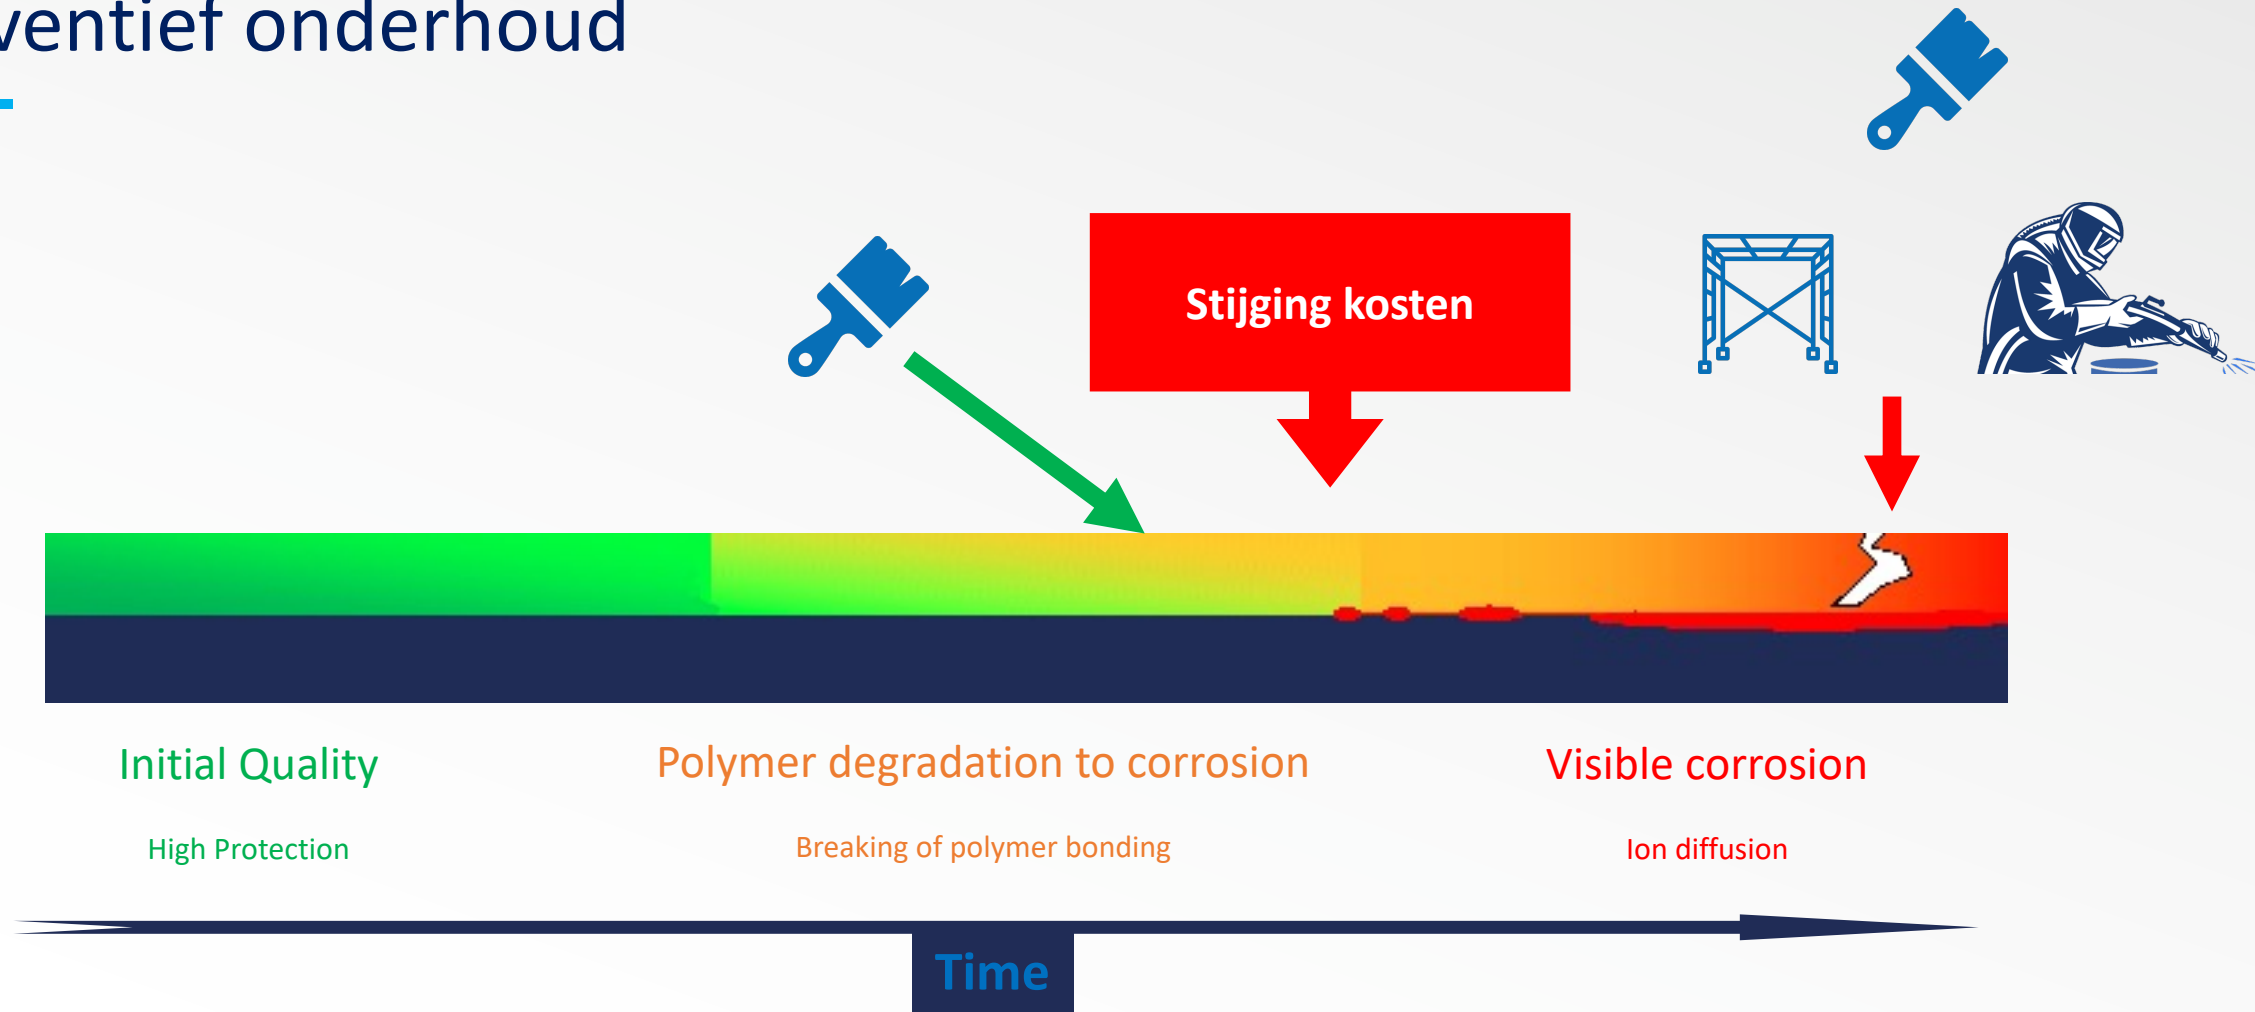 ventief onderhoud
Stijging kosten
Initial Quality
Polymer degradation to corrosion
Visible corrosion
High Protection
Breaking of polymer bonding
Ion diffusion
Time